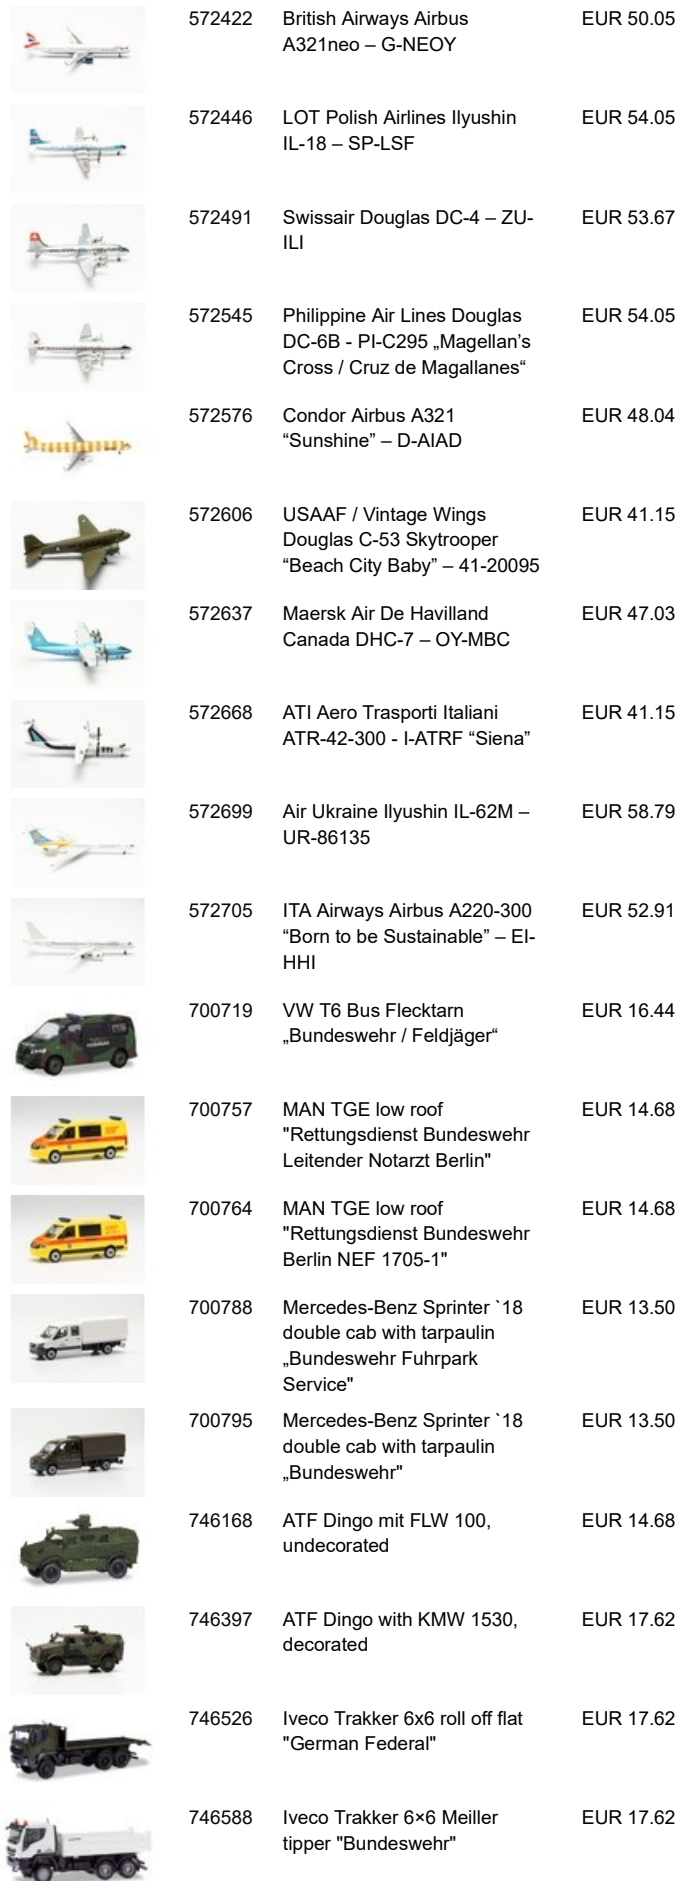 572422 British Airways Airbus EUR 50.05
A321neo – G-NEOY
572446 LOT Polish Airlines Ilyushin EUR 54.05
IL-18 – SP-LSF
572491 Swissair Douglas DC-4 – ZU- EUR 53.67
ILI
572545 Philippine Air Lines Douglas EUR 54.05
DC-6B - PI-C295 „Magellan’s
Cross / Cruz de Magallanes“
572576 Condor Airbus A321 EUR 48.04
“Sunshine” – D-AIAD
572606 USAAF / Vintage Wings EUR 41.15
Douglas C-53 Skytrooper
“Beach City Baby” – 41-20095
572637 Maersk Air De Havilland EUR 47.03
Canada DHC-7 – OY-MBC
572668 ATI Aero Trasporti Italiani EUR 41.15
ATR-42-300 - I-ATRF “Siena”
572699 Air Ukraine Ilyushin IL-62M – EUR 58.79
UR-86135
572705 ITA Airways Airbus A220-300 EUR 52.91
“Born to be Sustainable” – EI-
HHI
700719 VW T6 Bus Flecktarn EUR 16.44
„Bundeswehr / Feldjäger“
700757 MAN TGE low roof EUR 14.68
"Rettungsdienst Bundeswehr
Leitender Notarzt Berlin"
700764 MAN TGE low roof EUR 14.68
"Rettungsdienst Bundeswehr
Berlin NEF 1705-1"
700788 Mercedes-Benz Sprinter `18 EUR 13.50
double cab with tarpaulin
„Bundeswehr Fuhrpark
Service"
700795 Mercedes-Benz Sprinter `18 EUR 13.50
double cab with tarpaulin
„Bundeswehr"
746168 ATF Dingo mit FLW 100, EUR 14.68
undecorated
746397 ATF Dingo with KMW 1530, EUR 17.62
decorated
746526 Iveco Trakker 6x6 roll off flat EUR 17.62
"German Federal"
746588 Iveco Trakker 6×6 Meiller EUR 17.62
tipper "Bundeswehr"